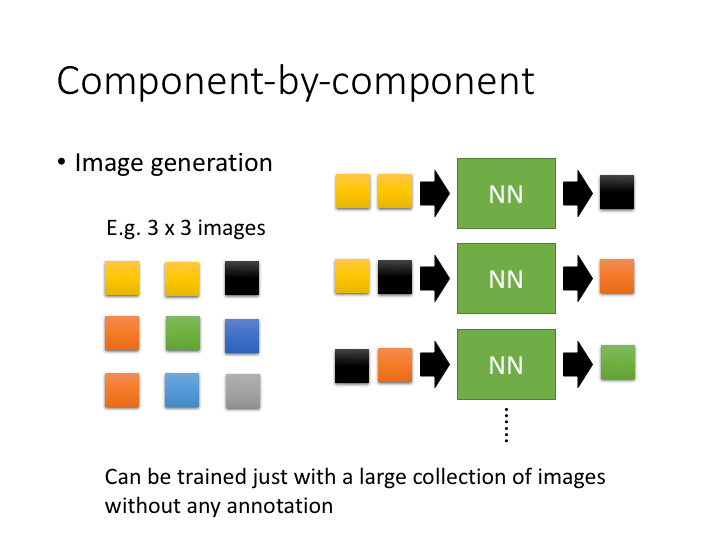 Component-by-component
• Image generation
E.g. 3 x 3 images
NN
NN
NN
Can be trained just with a large collection of images
without any annotation